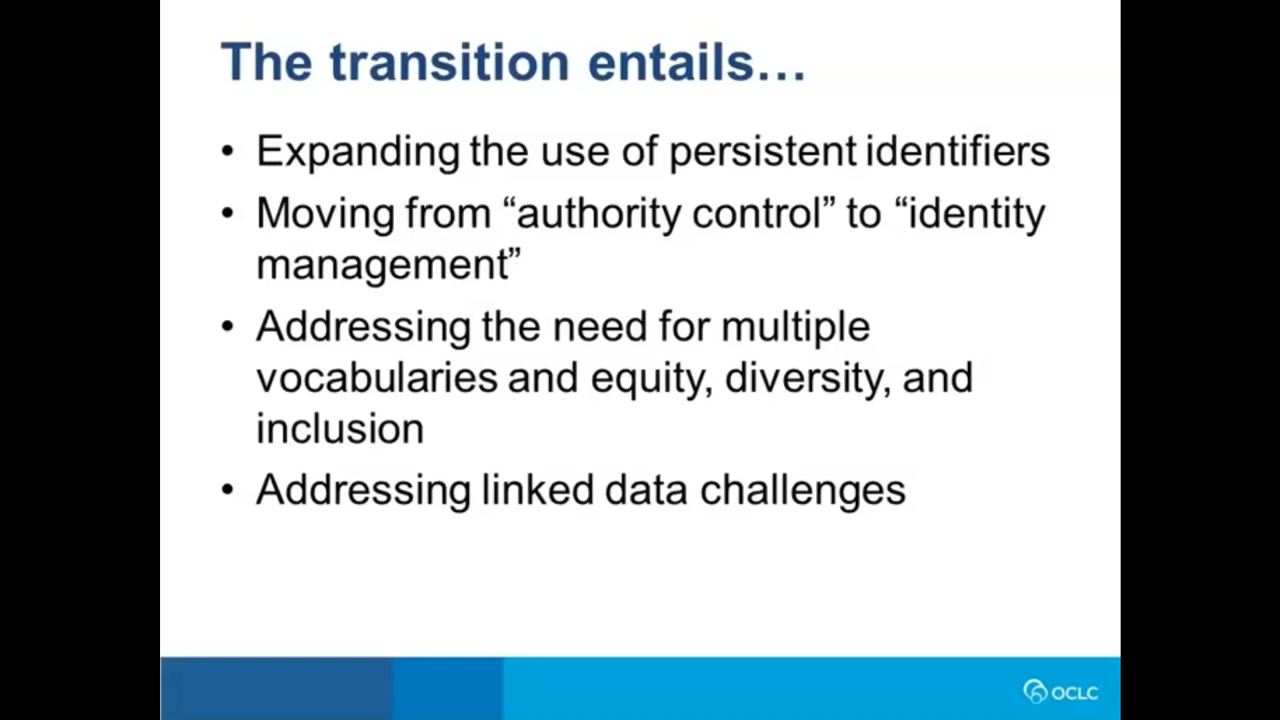 The transition entails…
• Expanding the use of persistent identifiers
• Moving from “authority control” to “identity
management”
• Addressing the need for multiple
vocabularies and equity, diversity, and
inclusion
• Addressing linked data challenges
OCLC